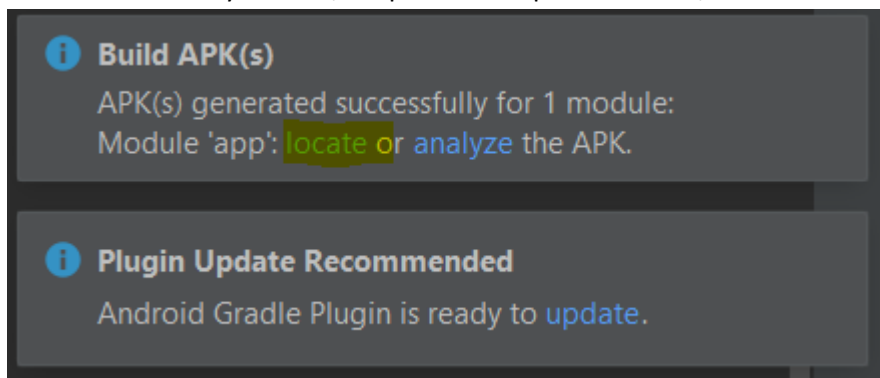 Build APK(s)
APK(s) generated successfully for 1 module:
Module 'app': locate or analyze the APK.
Plugin Update Recommended
Android Gradle Plugin is ready to update.